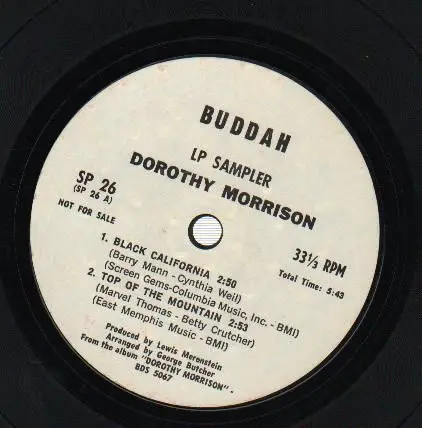 BUDDAH
LP SAMPLER
DOROTHY MORRISON
SP 26
(SP 26 A)
NOT FOR SALE
33⅓ RPM
Total Time: 5:43
1. BLACK CALIFORNIA 2:50
(Barry Mann - Cynthia Weil)
(Screen Gems-Columbia Music, Inc. - BMI)
2. TOP OF THE MOUNTAIN 2:53
(Marvel Thomas - Betty Crutcher)
(East Memphis Music - BMI)
Produced by Lewis Merenstein
Arranged by George Butcher
From the album "DOROTHY MORRISON" -
BDS 5067